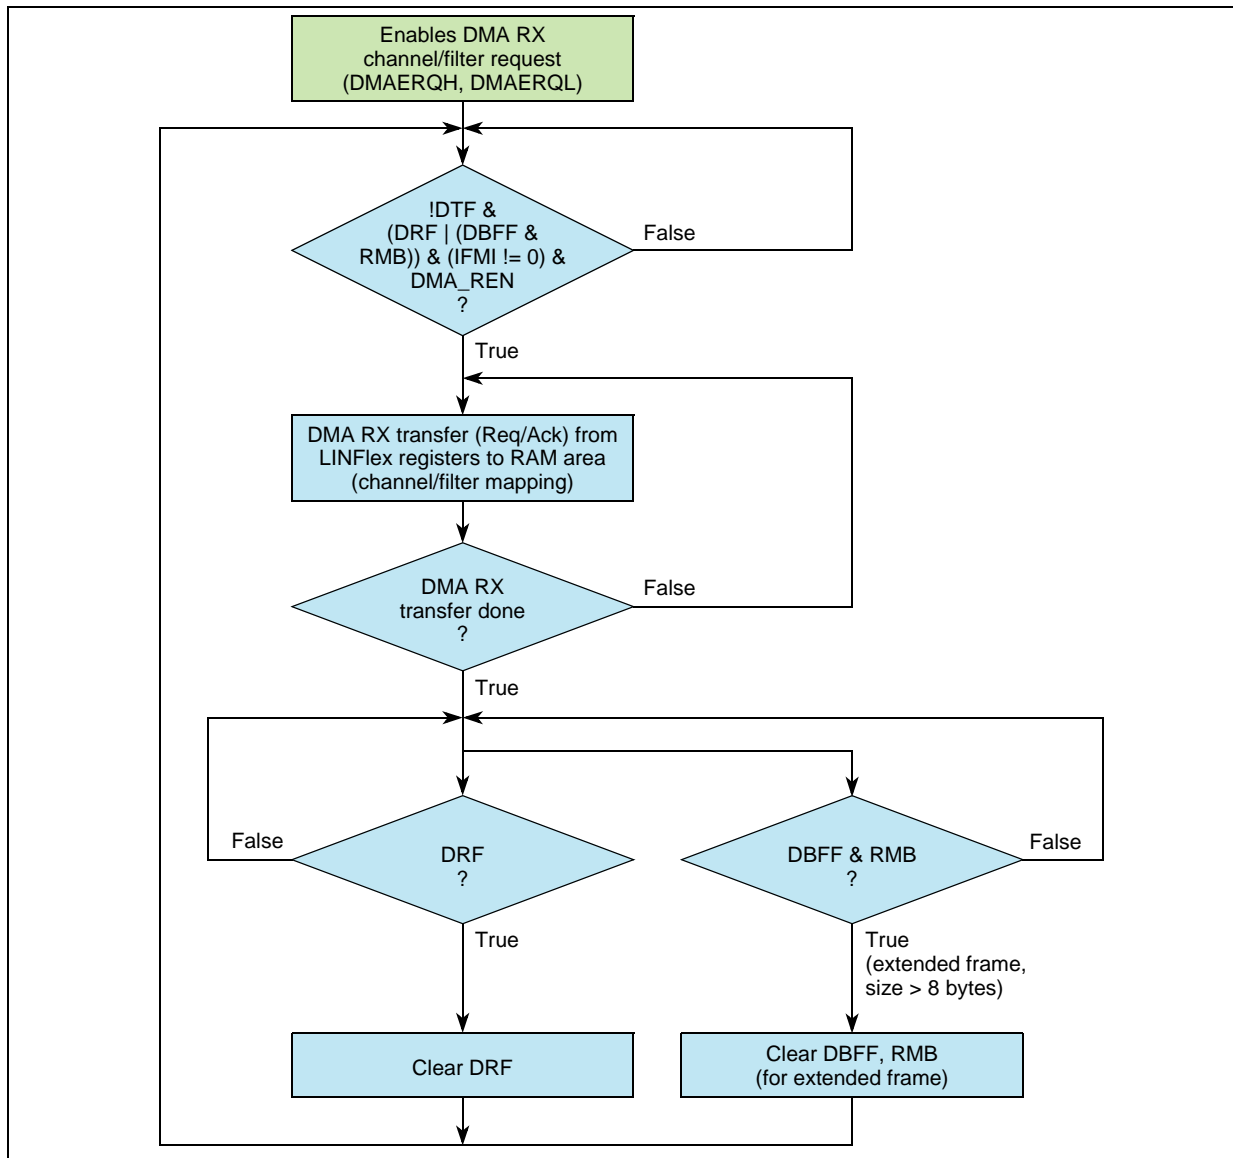 Enables DMA RX
channel/filter request
(DMAERQH, DMAERQL)
!DTF &
(DRF | (DBFF &
RMB)) & (IFMI != 0) &
DMA_REN
?
False
True
DMA RX transfer (Req/Ack) from
LINFlex registers to RAM area
(channel/filter mapping)
DMA RX
transfer done
?
False
True
False
DRF
?
DBFF & RMB
?
False
True
True
(extended frame,
size > 8 bytes)
Clear DRF
Clear DBFF, RMB
(for extended frame)